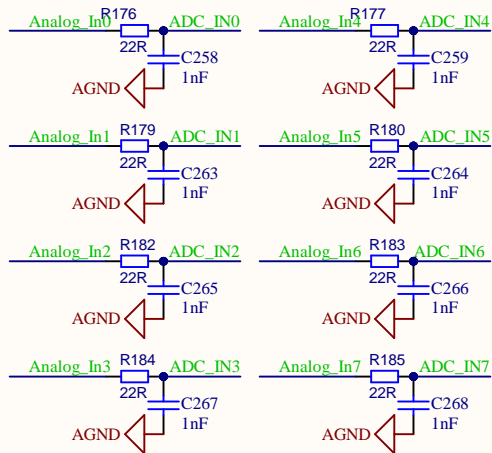 R176
Analog_In0 ADC_IN0
22R
C258
1nF
AGND
R177
Analog_In4 ADC_IN4
22R
C259
1nF
AGND
R179
Analog_In1 ADC_IN1
22R
C263
1nF
AGND
R180
Analog_In5 ADC_IN5
22R
C264
1nF
AGND
R182
Analog_In2 ADC_IN2
22R
C265
1nF
AGND
R183
Analog_In6 ADC_IN6
22R
C266
1nF
AGND
R184
Analog_In3 ADC_IN3
22R
C267
1nF
AGND
R185
Analog_In7 ADC_IN7
22R
C268
1nF
AGND